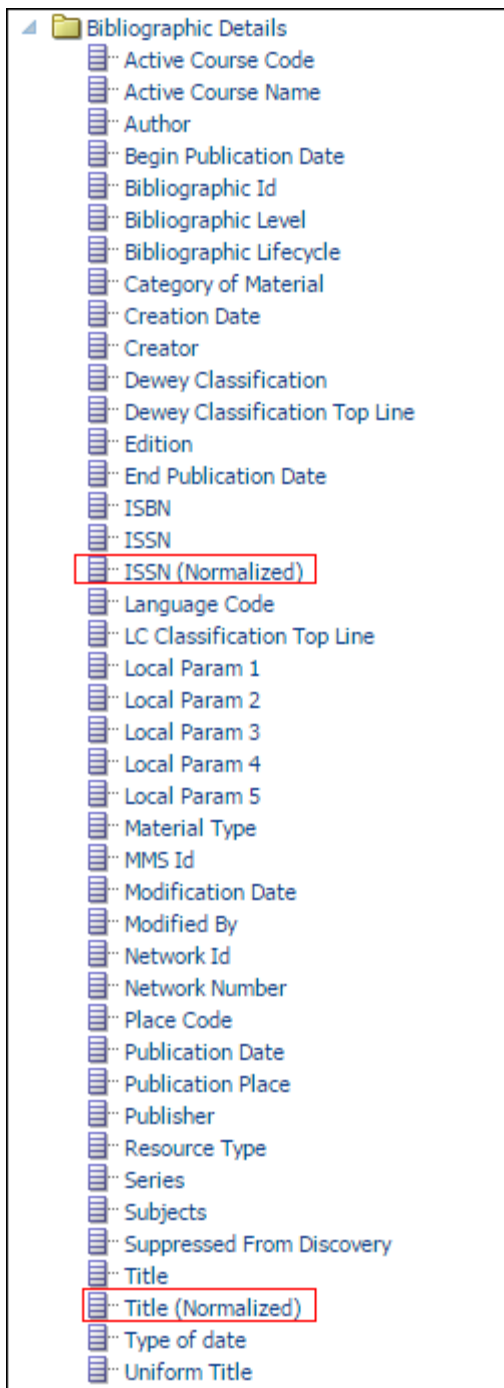 Bibliographic Details
Active Course Code
Active Course Name
Author
Begin Publication Date
Bibliographic Id
Bibliographic Level
Bibliographic Lifecycle
Category of Material
Creation Date
Creator
Dewey Classification
Dewey Classification Top Line
Edition
End Publication Date
ISBN
ISSN
ISSN (Normalized)
Language Code
LC Classification Top Line
Local Param 1
Local Param 2
Local Param 3
Local Param 4
Local Param 5
Material Type
MMS Id
Modification Date
Modified By
Network Id
Network Number
Place Code
Publication Date
Publication Place
Publisher
Resource Type
Series
Subjects
Suppressed From Discovery
Title
Title (Normalized)
Type of date
Uniform Title